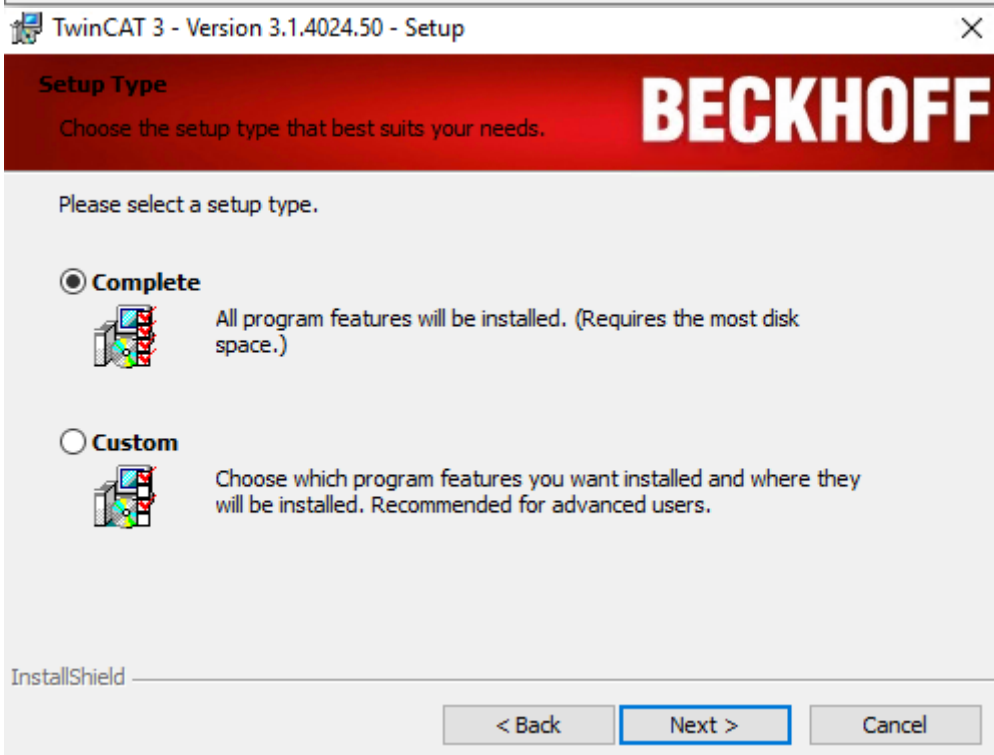 TwinCAT 3 - Version 3.1.4024.50 - Setup
Setup Type
Choose the setup type that best suits your needs.
BECKHOFF
Please select a setup type.
Complete
All program features will be installed. (Requires the most disk
space.)
Custom
Choose which program features you want installed and where they
will be installed. Recommended for advanced users.
InstallShield
< Back
Next >
Cancel